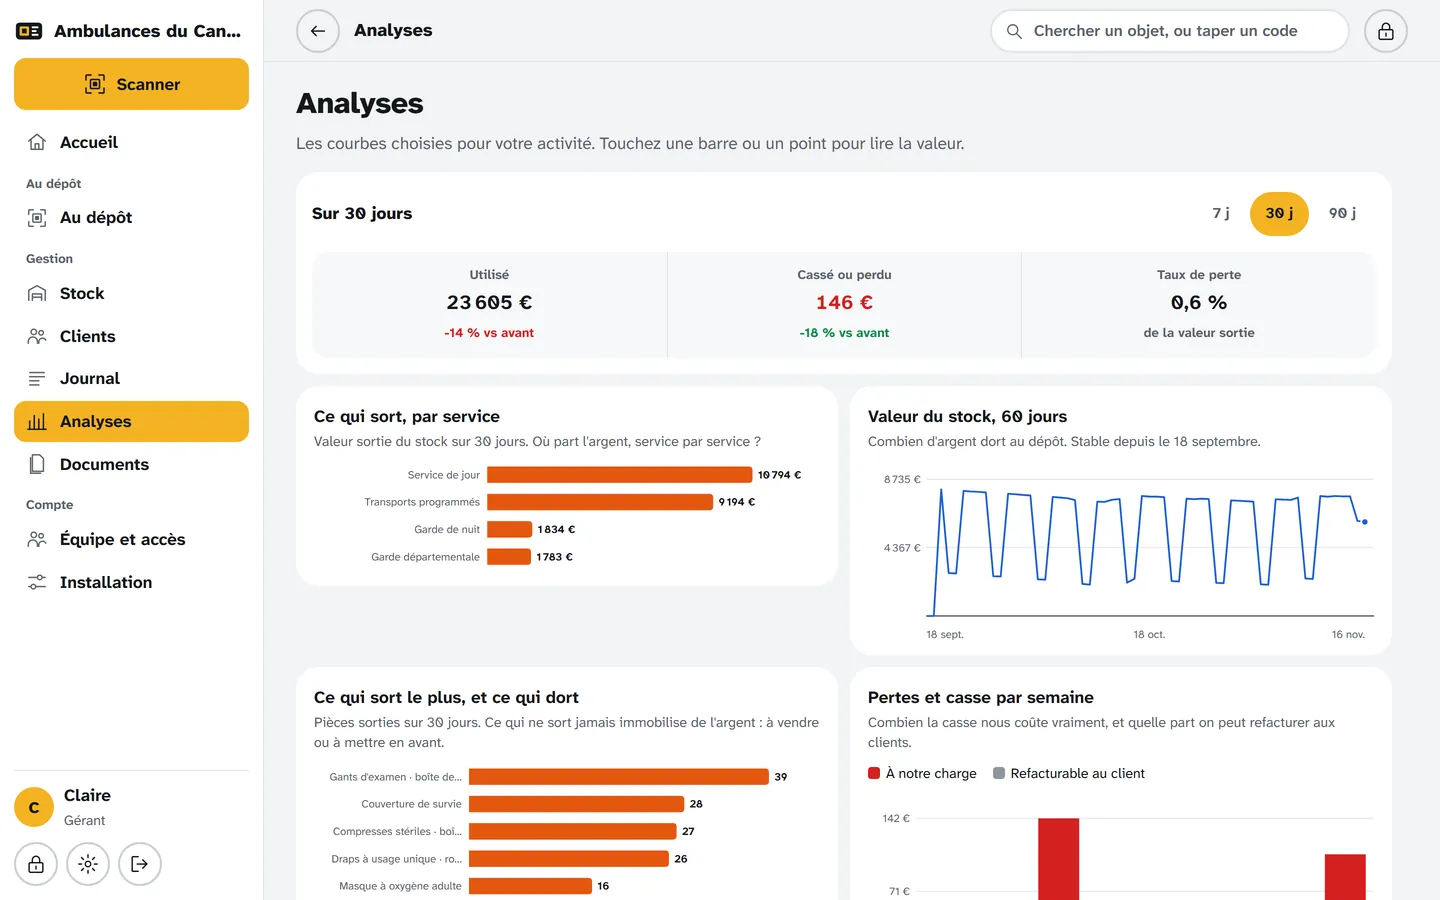 Ambulances du Can...
Scanner
Accueil
Au dépôt
Au dépôt
Gestion
Stock
Clients
Journal
Analyses
Documents
Compte
Équipe et accès
Installation
C
Claire
Gérant
Analyses
Chercher un objet, ou taper un code
Analyses
Les courbes choisies pour votre activité. Touchez une barre ou un point pour lire la valeur.
Sur 30 jours
7 j
30 j
90 j
Utilisé
23 605 €
-14 % vs avant
Cassé ou perdu
146 €
-18 % vs avant
Taux de perte
0,6 %
de la valeur sortie
Ce qui sort, par service
Valeur sortie du stock sur 30 jours. Où part l'argent, service par service ?
Service de jour 10 794 €
Transports programmés 9 194 €
Garde de nuit 1 834 €
Garde départementale 1 783 €
Valeur du stock, 60 jours
Combien d'argent dort au dépôt. Stable depuis le 18 septembre.
8 735 €
4 367 €
18 sept. 18 oct. 16 nov.
Ce qui sort le plus, et ce qui dort
Pièces sorties sur 30 jours. Ce qui ne sort jamais immobilise de l'argent : à vendre
ou à mettre en avant.
Gants d'examen · boîte de... 39
Couverture de survie 28
Compresses stériles · boî... 27
Draps à usage unique · ro... 26
Masque à oxygène adulte 16
Pertes et casse par semaine
Combien la casse nous coûte vraiment, et quelle part on peut refacturer aux
clients.
À notre charge
Refacturable au client
142 €
71 €